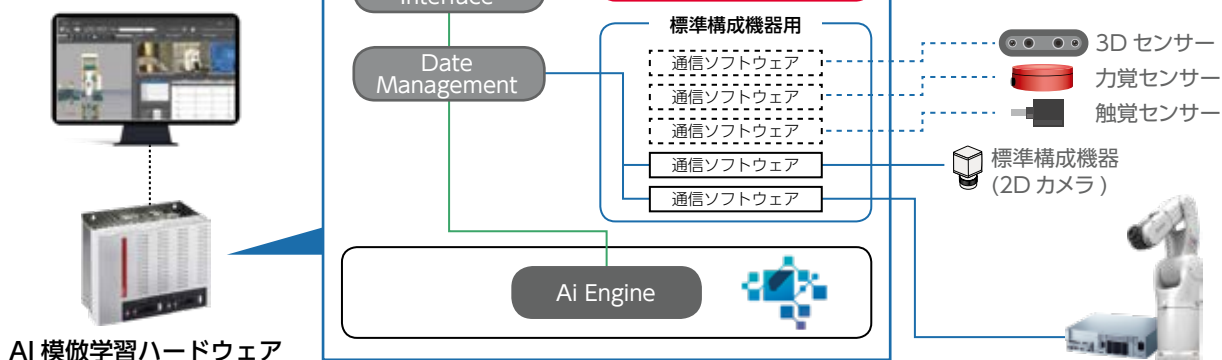 Interface
標準構成機器用
Date
Management
通信ソフトウェア
通信ソフトウェア
通信ソフトウェア
通信ソフトウェア
通信ソフトウェア
3D センサー
力覚センサー
触覚センサー
標準構成機器
(2D カメラ )
Ai Engine
AI 模倣学習ハードウェア